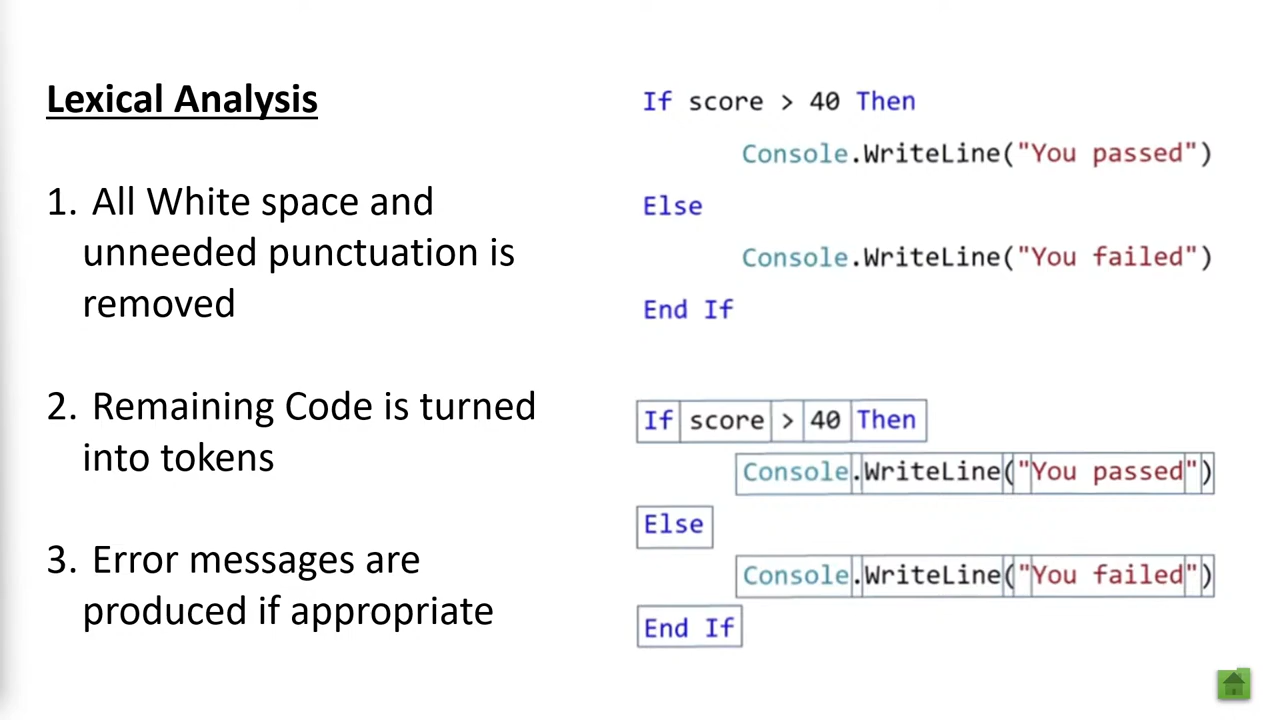 Lexical Analysis
1. All White space and
unneeded punctuation is
removed
2. Remaining Code is turned
into tokens
3. Error messages are
produced if appropriate
If score > 40 Then
Console.WriteLine("You passed")
Else
Console.WriteLine("You failed")
End If
If score > 40 Then
Console.WriteLine("You passed")
Else
Console.WriteLine("You failed")
End If